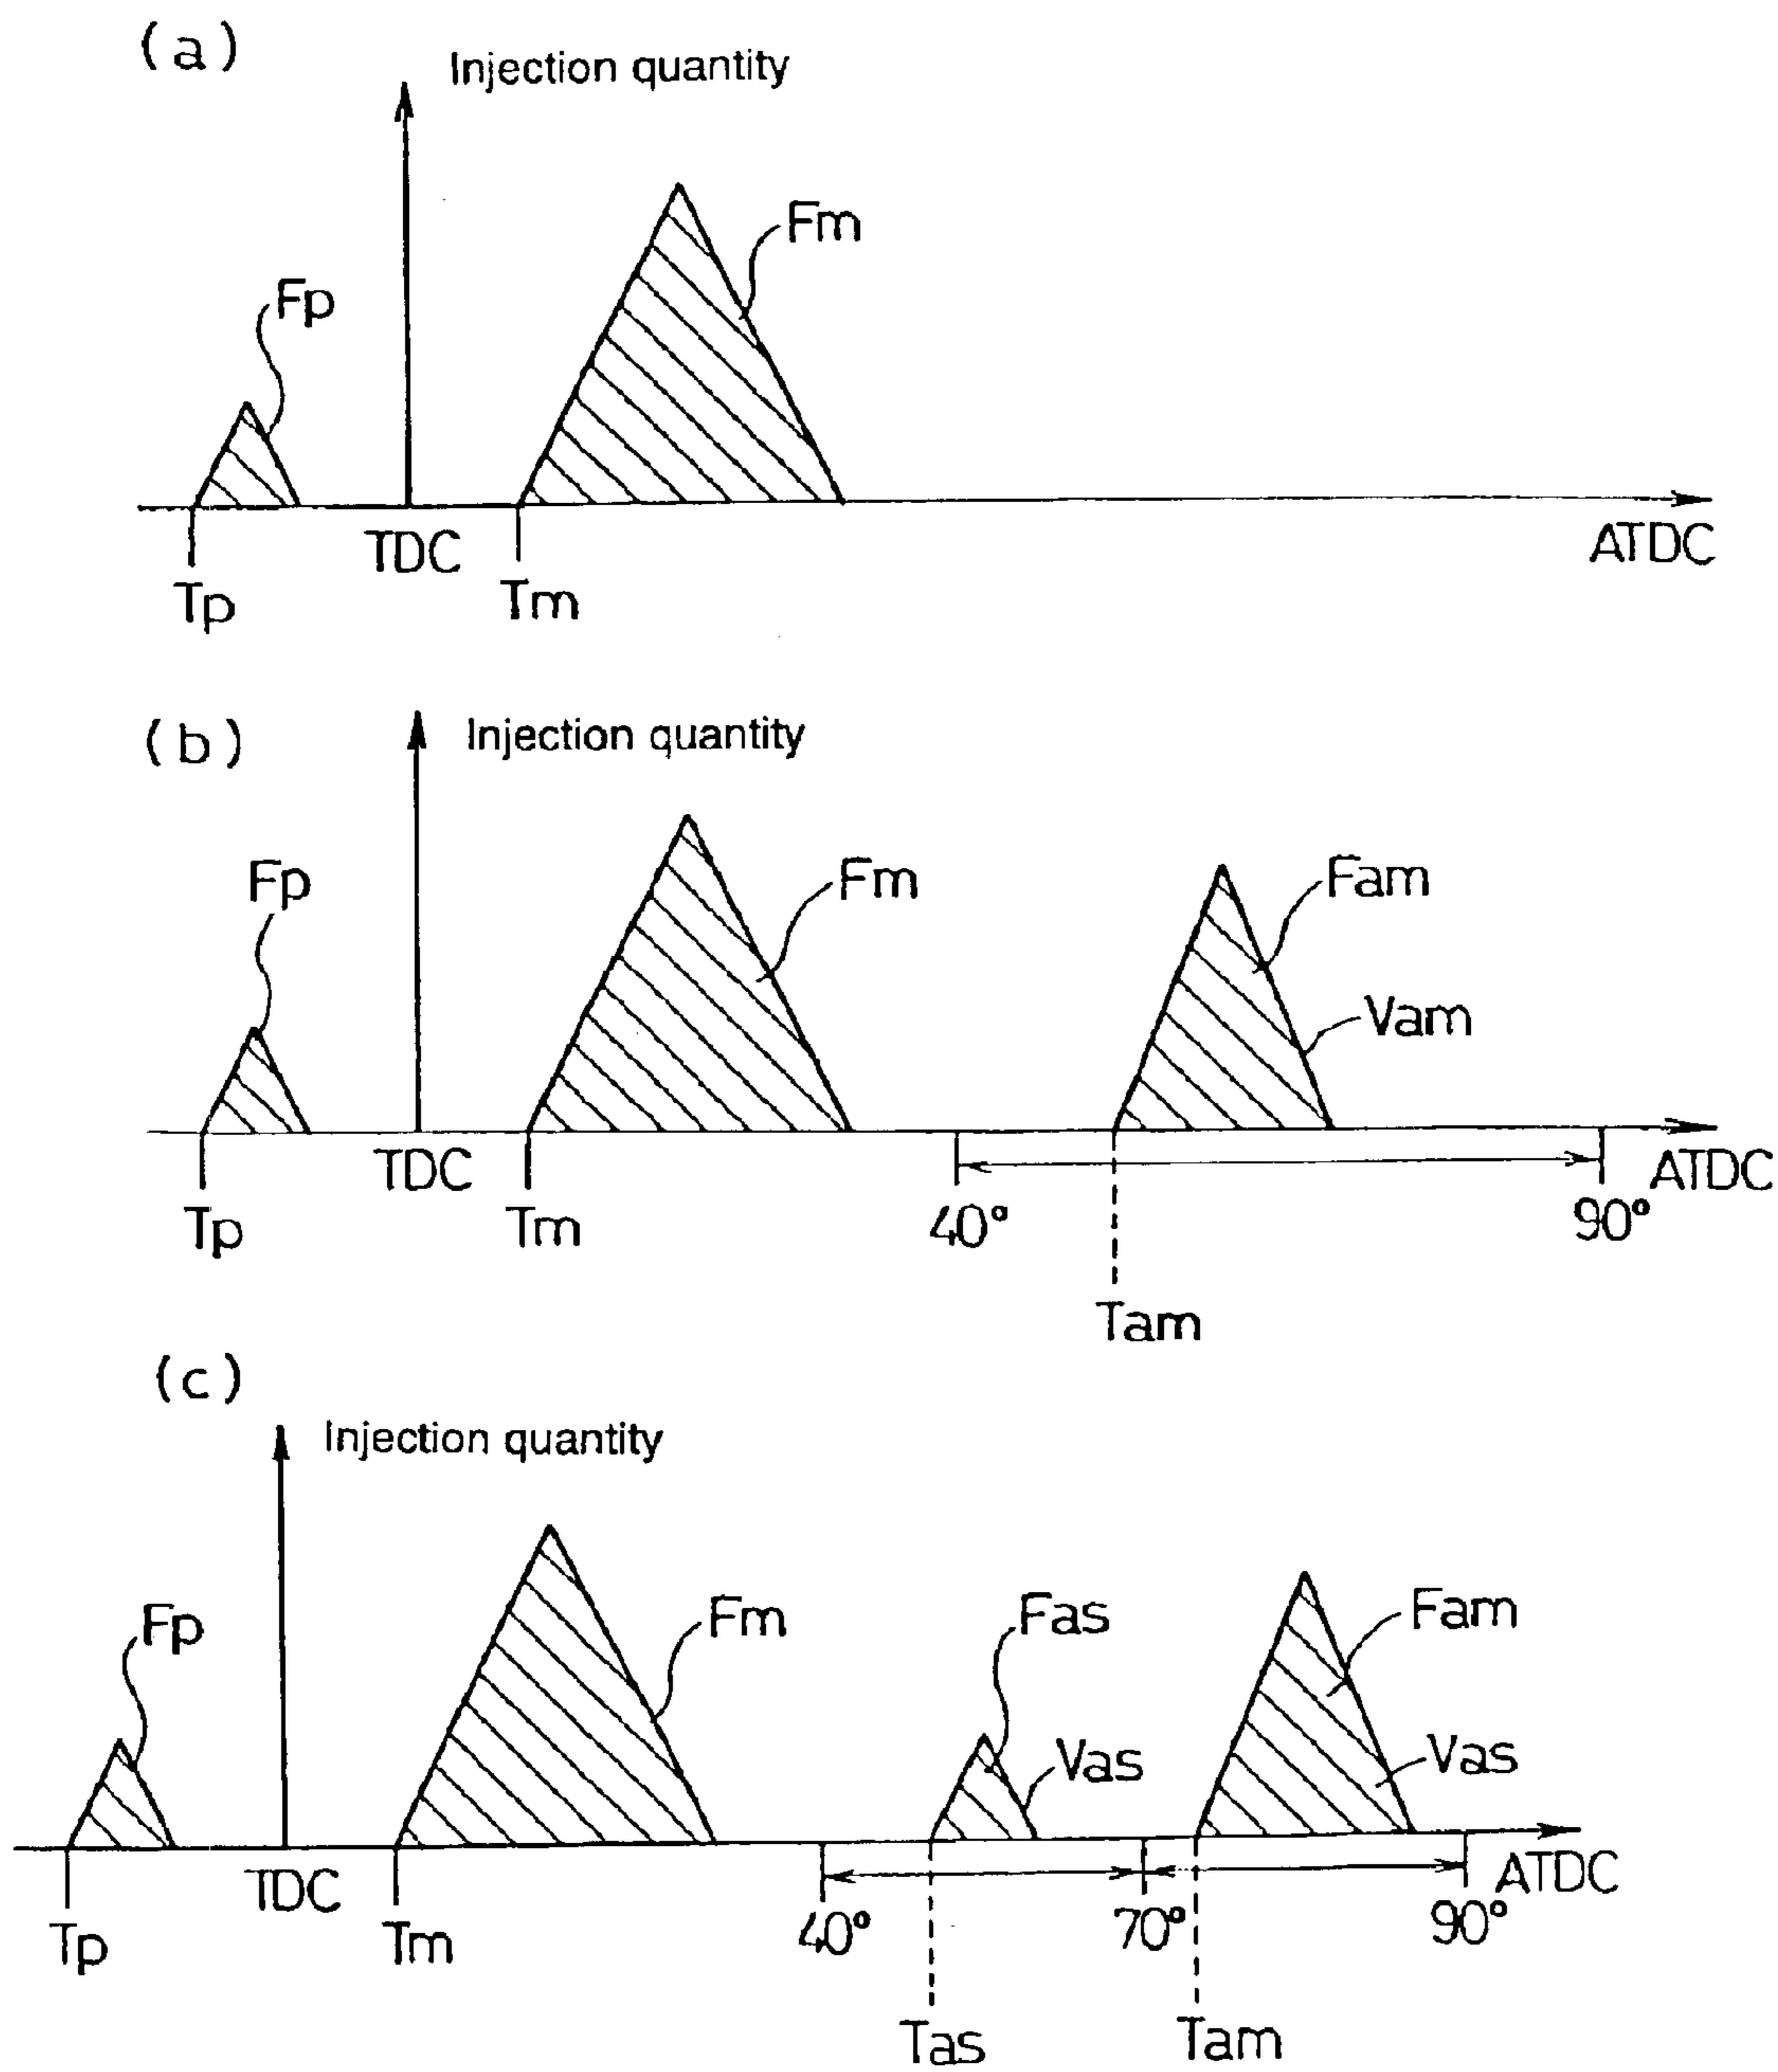 (a)
Injection quantity
Fm
Fp
TDC
ATDC
Tp
Tm
(b)
Injection quantity
Fp
Fm
Fam
Vam
TDC
ATDC
Tp
Tm
40°
90°
Tam
(c)
Injection quantity
Fp
Fm
Fas
Fam
Vas
Vas
TDC
ATDC
Tp
Tm
40°
70°
90°
Tas
Tam